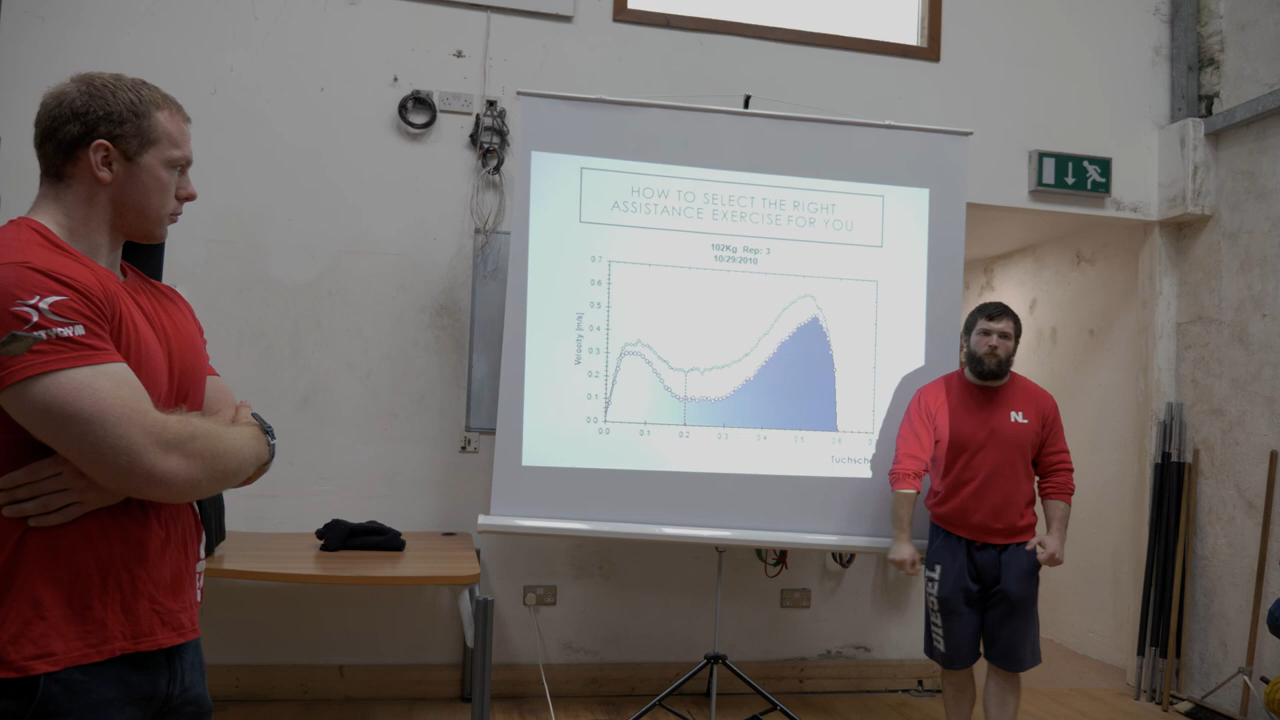 HOW TO SELECT THE RIGHT
ASSISTANCE EXERCISE FOR YOU
102Kg Rep: 3
10/29/2010
0.7
0.6
0.5
0.4
0.3
0.2
0.1
0.0
Velocity [m/s]
0.0 0.1 0.2 0.3 0.4 0.5 0.6
NL
DIESEL